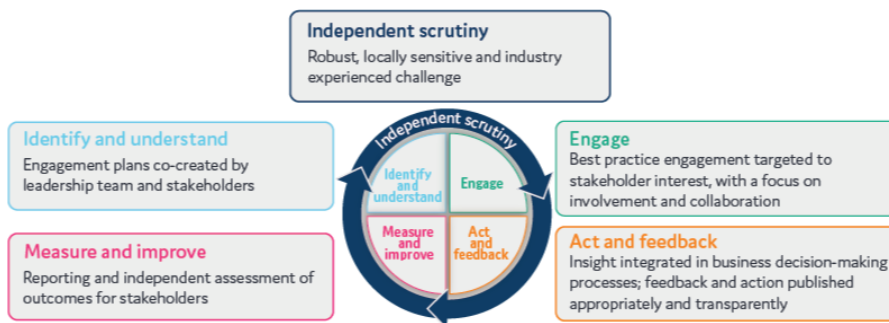 Independent scrutiny
Robust, locally sensitive and industry
experienced challenge
Identify and understand
Engagement plans co-created by
leadership team and stakeholders
Independent scrutiny
Identify
and
understand
Engage
Measure
and
improve
Act
and
feedback
Engage
Best practice engagement targeted to
stakeholder interest, with a focus on
involvement and collaboration
Measure and improve
Reporting and independent assessment of
outcomes for stakeholders
Act and feedback
Insight integrated in business decision-making
processes; feedback and action published
appropriately and transparently